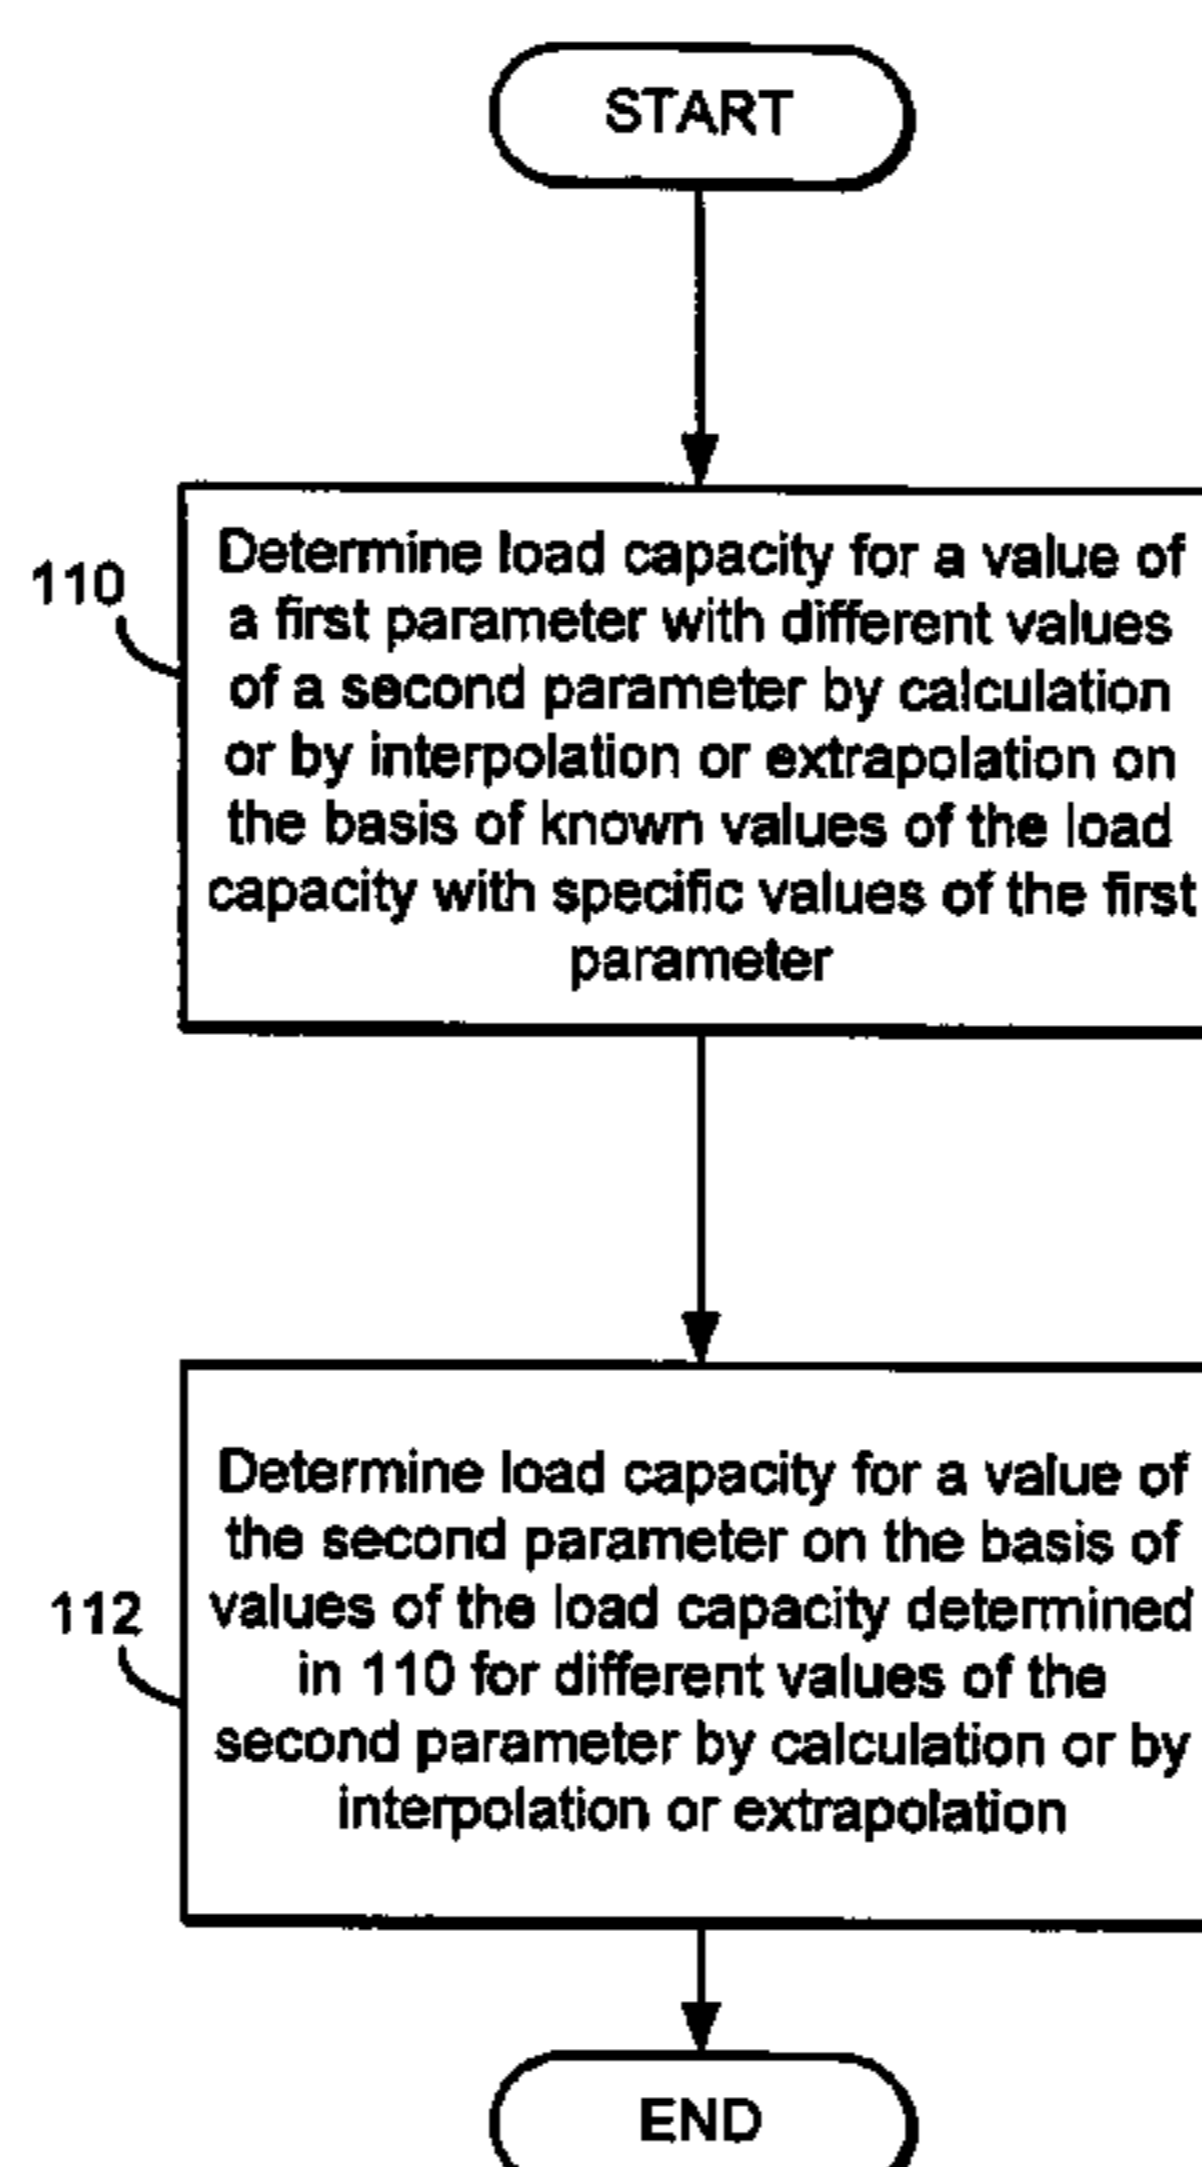 START
110
Determine load capacity for a value of
a first parameter with different values
of a second parameter by calculation
or by interpolation or extrapolation on
the basis of known values of the load
capacity with specific values of the first
parameter
112
Determine load capacity for a value of
the second parameter on the basis of
values of the load capacity determined
in 110 for different values of the
second parameter by calculation or by
interpolation or extrapolation
END